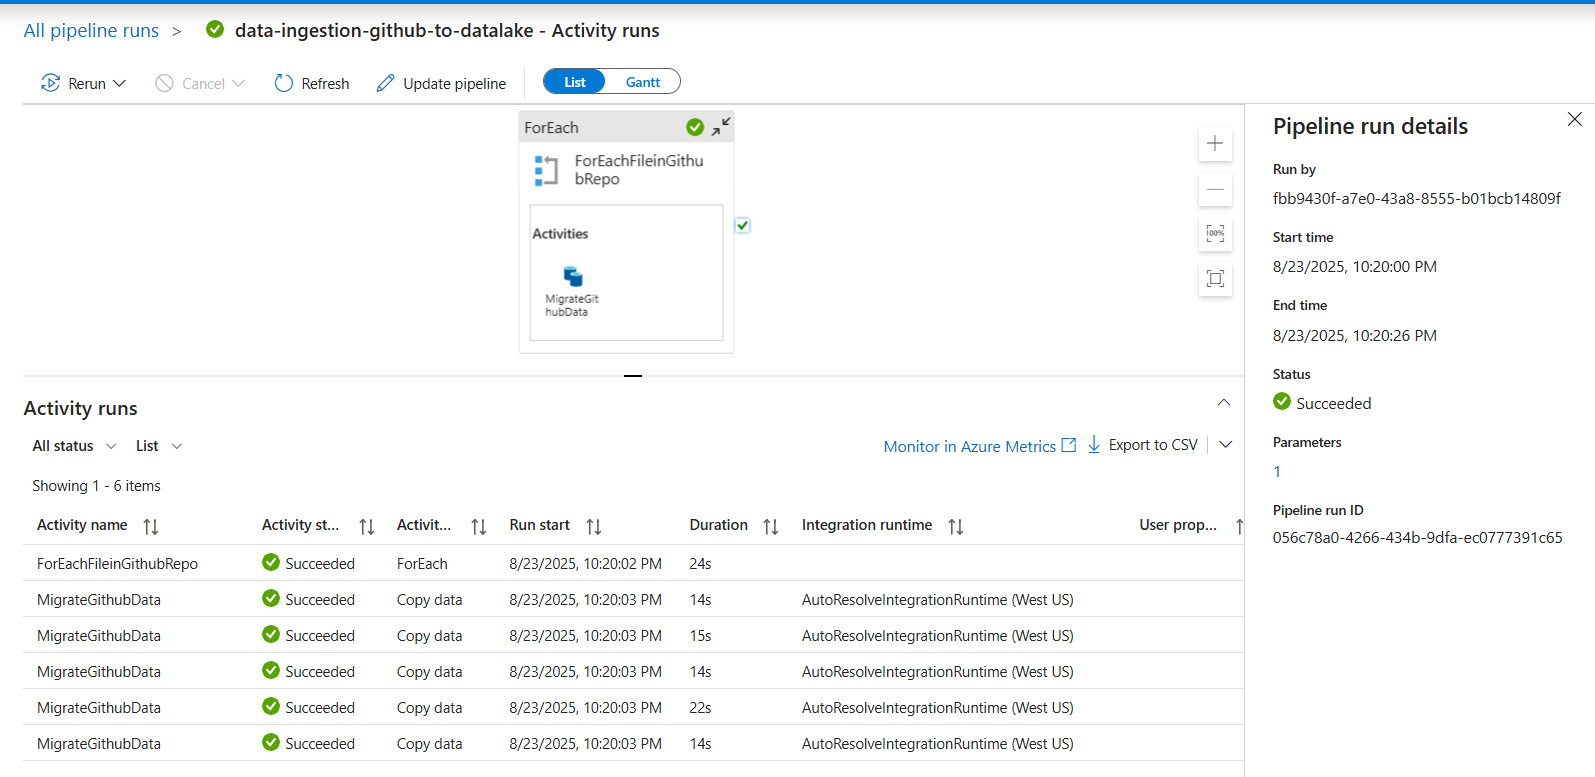 All pipeline runs > data-ingestion-github-to-datalake - Activity runs
Rerun Cancel Refresh Update pipeline List Gantt
ForEach
ForEachFileinGithu
bRepo
Activities
MigrateGit
hubData
100%
Pipeline run details
Run by
fbb9430f-a7e0-43a8-8555-b01bcb14809f
Start time
8/23/2025, 10:20:00 PM
End time
8/23/2025, 10:20:26 PM
Status
Succeeded
Parameters
1
Pipeline run ID
056c78a0-4266-434b-9dfa-ec0777391c65
Activity runs
All status List Monitor in Azure Metrics Export to CSV
Showing 1 - 6 items
Activity name Activity st... Activit... Run start Duration Integration runtime User prop...
ForEachFileinGithubRepo Succeeded ForEach 8/23/2025, 10:20:02 PM 24s
MigrateGithubData Succeeded Copy data 8/23/2025, 10:20:03 PM 14s AutoResolveIntegrationRuntime (West US)
MigrateGithubData Succeeded Copy data 8/23/2025, 10:20:03 PM 15s AutoResolveIntegrationRuntime (West US)
MigrateGithubData Succeeded Copy data 8/23/2025, 10:20:03 PM 14s AutoResolveIntegrationRuntime (West US)
MigrateGithubData Succeeded Copy data 8/23/2025, 10:20:03 PM 22s AutoResolveIntegrationRuntime (West US)
MigrateGithubData Succeeded Copy data 8/23/2025, 10:20:03 PM 14s AutoResolveIntegrationRuntime (West US)